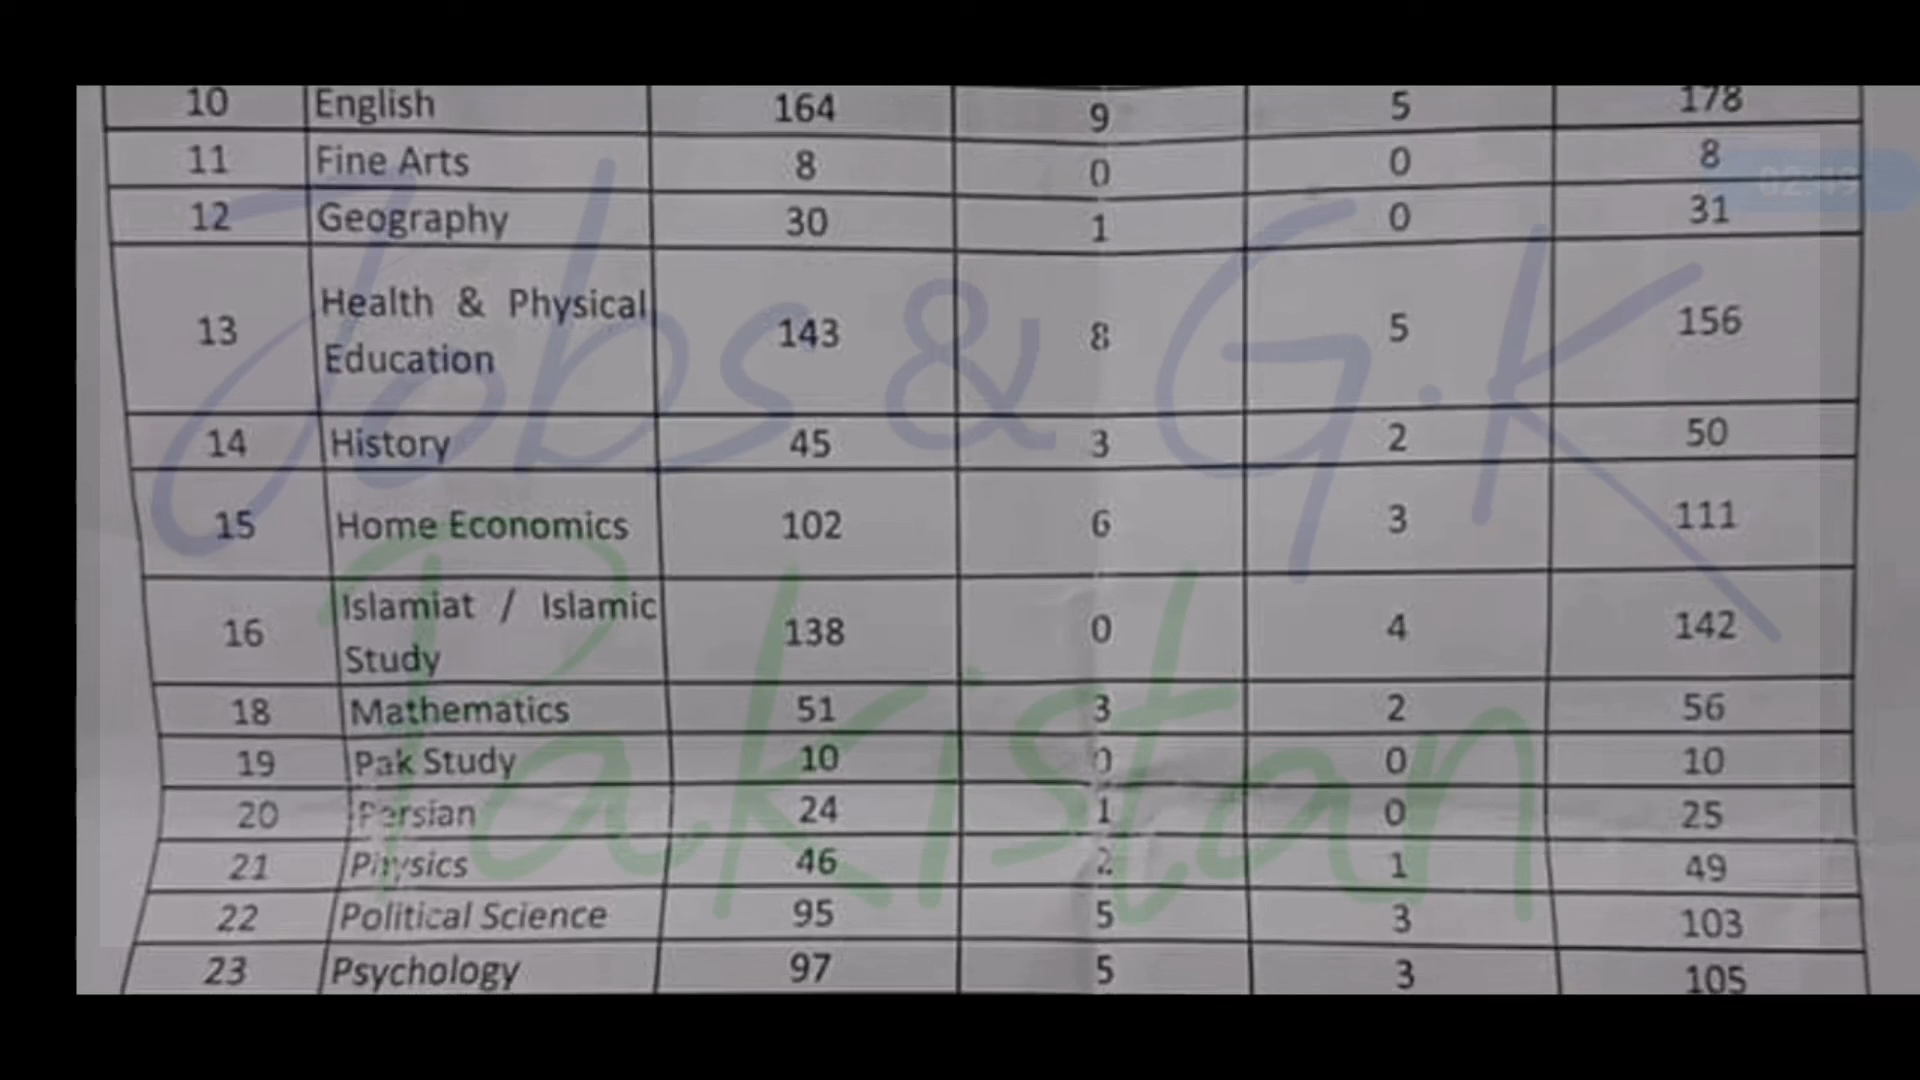 10 English 164 9 5 178
11 Fine Arts 8 0 0 8
12 Geography 30 1 0 31
13 Health & Physical Education 143 8 5 156
14 History 45 3 2 50
15 Home Economics 102 6 3 111
16 Islamiat / Islamic Study 138 0 4 142
18 Mathematics 51 3 2 56
19 Pak Study 10 0 0 10
20 Persian 24 1 0 25
21 Physics 46 2 1 49
22 Political Science 95 5 3 103
23 Psychology 97 5 3 105
Jobs & G.K
Pakistan
02:49